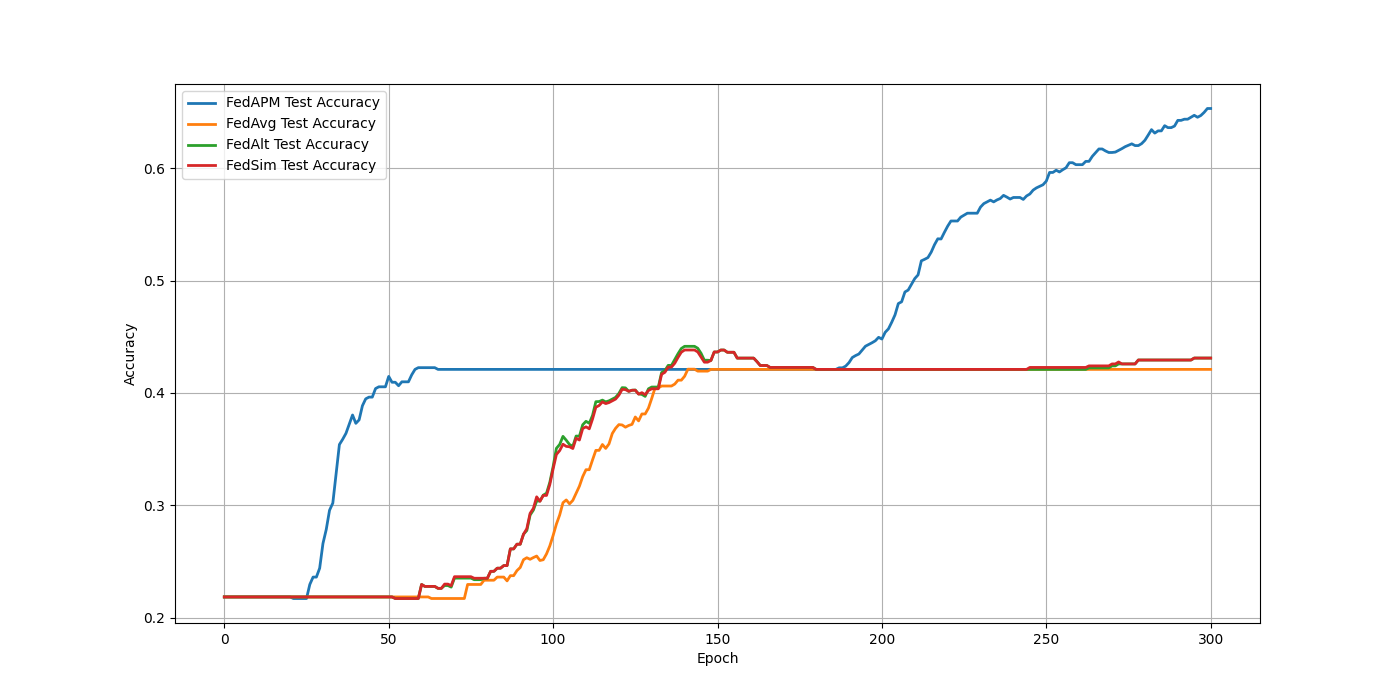 FedAPM Test Accuracy
FedAvg Test Accuracy
FedAlt Test Accuracy
FedSim Test Accuracy
0.6
0.5
0.4
0.3
0.2
Accuracy
0 50 100 150 200 250 300
Epoch